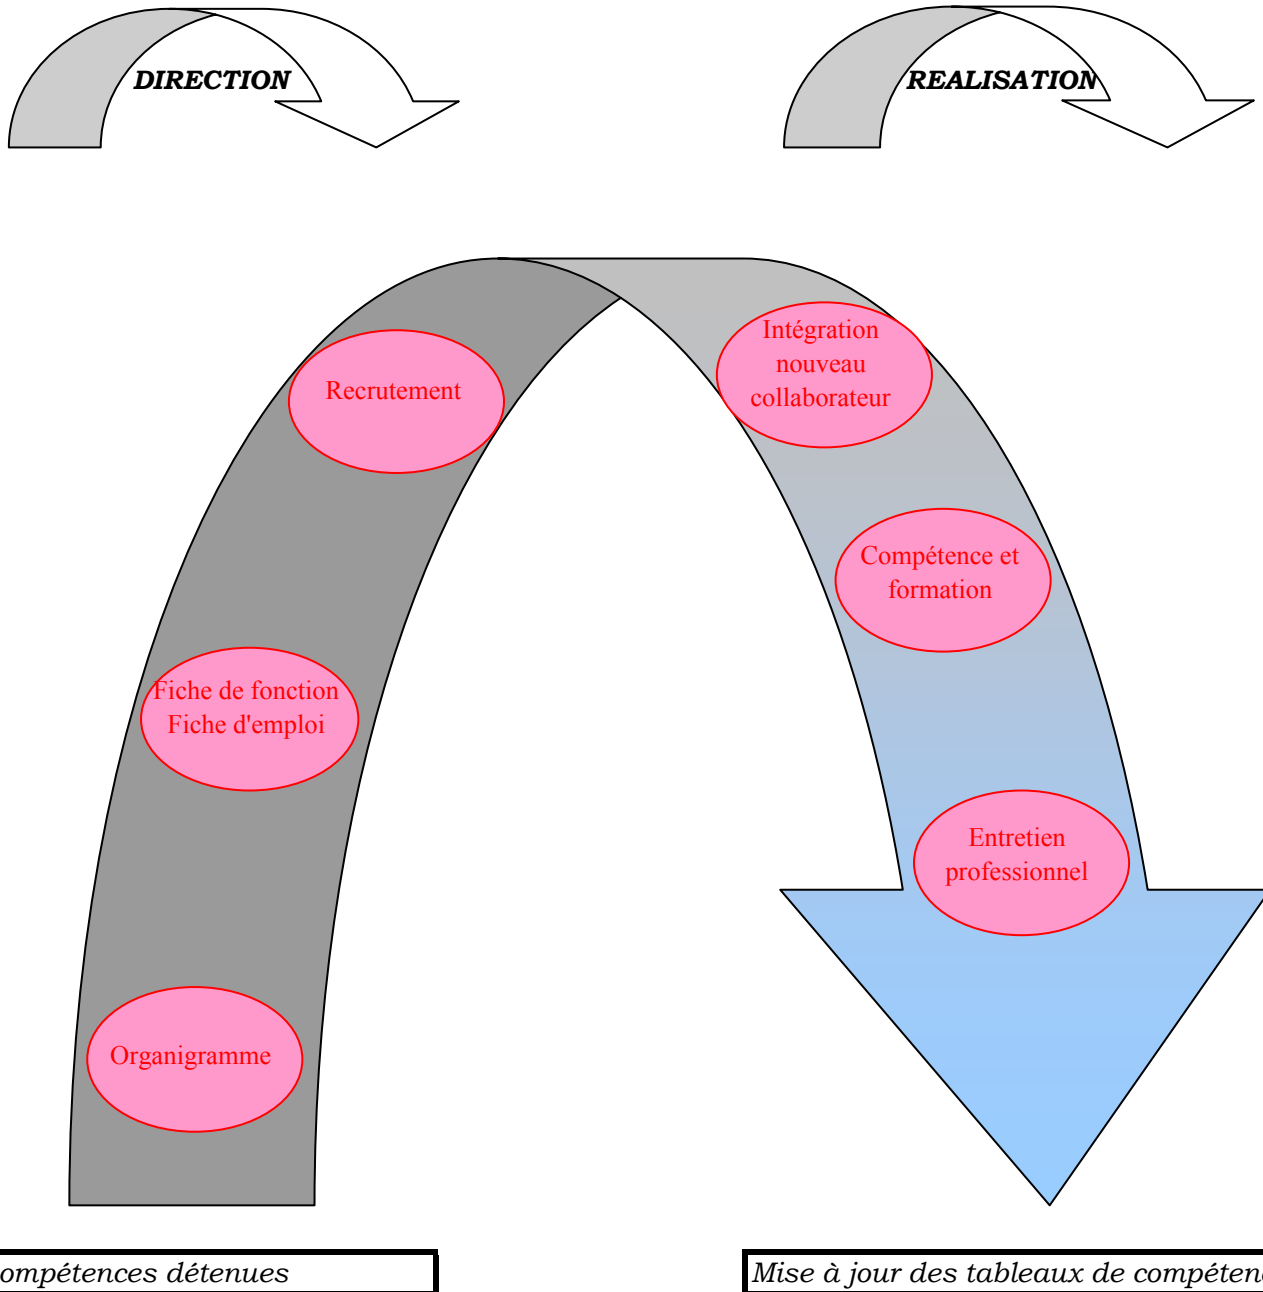 DIRECTION
REALISATION
Recrutement
Intégration
nouveau
collaborateur
Compétence et
formation
Fiche de fonction
Fiche d'emploi
Entretien
professionnel
Organigramme
ompétences détenues
Mise à jour des tableaux de compéten